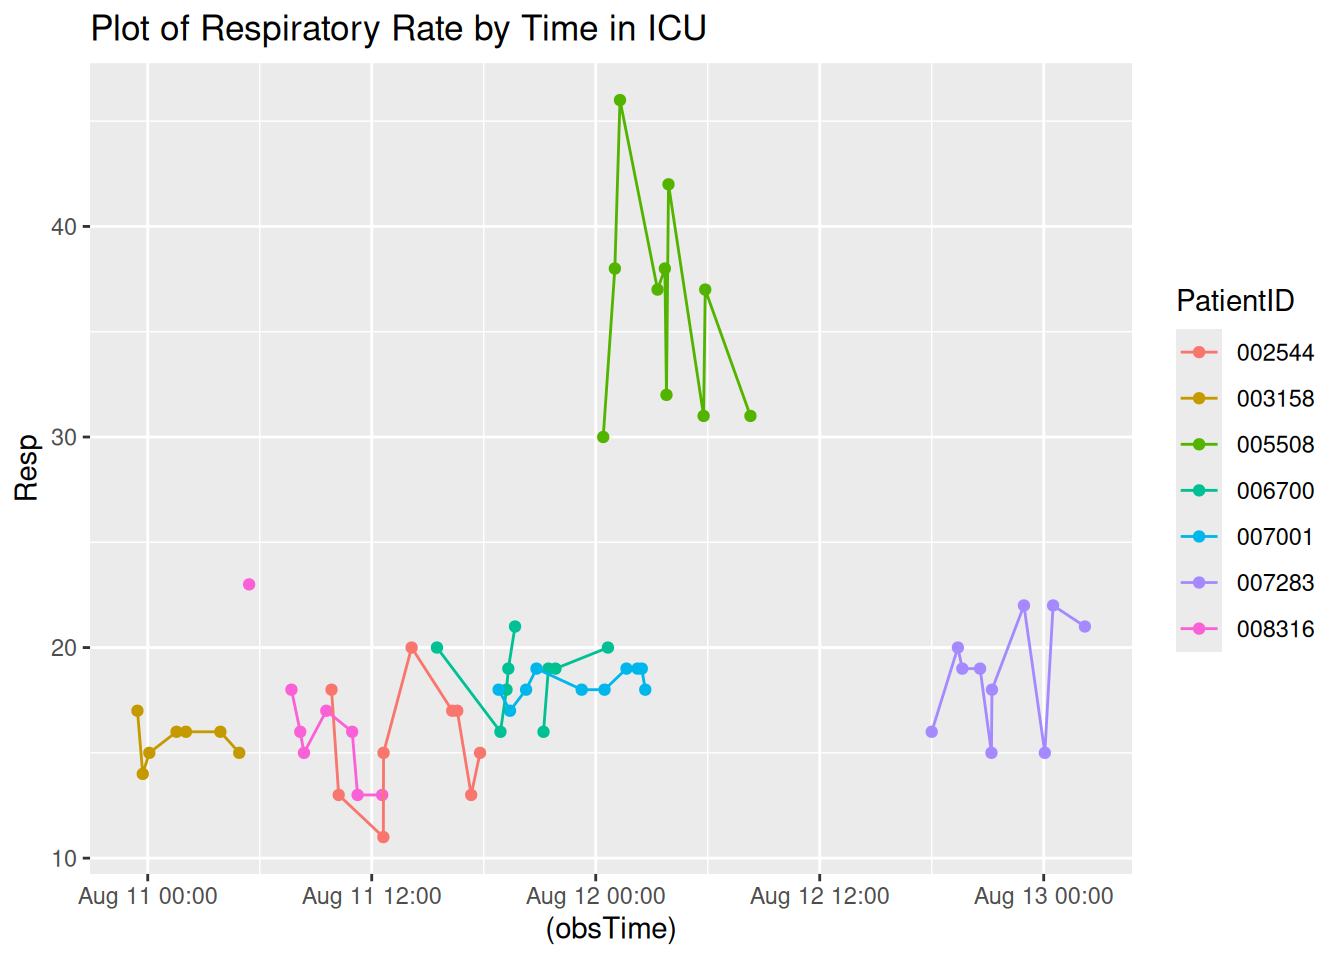 Plot of Respiratory Rate by Time in ICU
Resp
40
30
20
10
Aug 11 00:00 Aug 11 12:00 Aug 12 00:00 Aug 12 12:00 Aug 13 00:00
(obsTime)
PatientID
002544
003158
005508
006700
007001
007283
008316